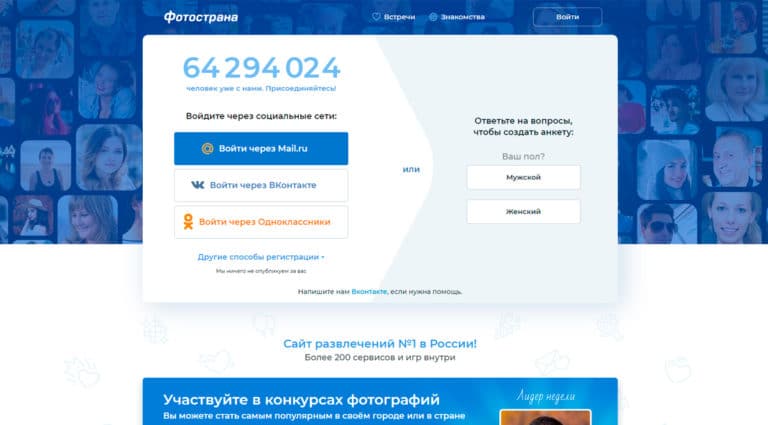 Фотострана
Встречи
Знакомства
Войти
64 294 024
человек уже с нами. Присоединяйтесь!
Войдите через социальные сети:
Войти через Mail.ru
Войти через ВКонтакте
Войти через Одноклассники
Другие способы регистрации
Мы ничего не опубликуем за вас
или
Ответьте на вопросы,
чтобы создать анкету:
Ваш пол?
Мужской
Женский
Напишите нам Вконтакте, если нужна помощь.
Сайт развлечений №1 в России!
Более 200 сервисов и игр внутри
Участвуйте в конкурсах фотографий
Вы можете стать самым популярным в своём городе или в стране
Лидер недели